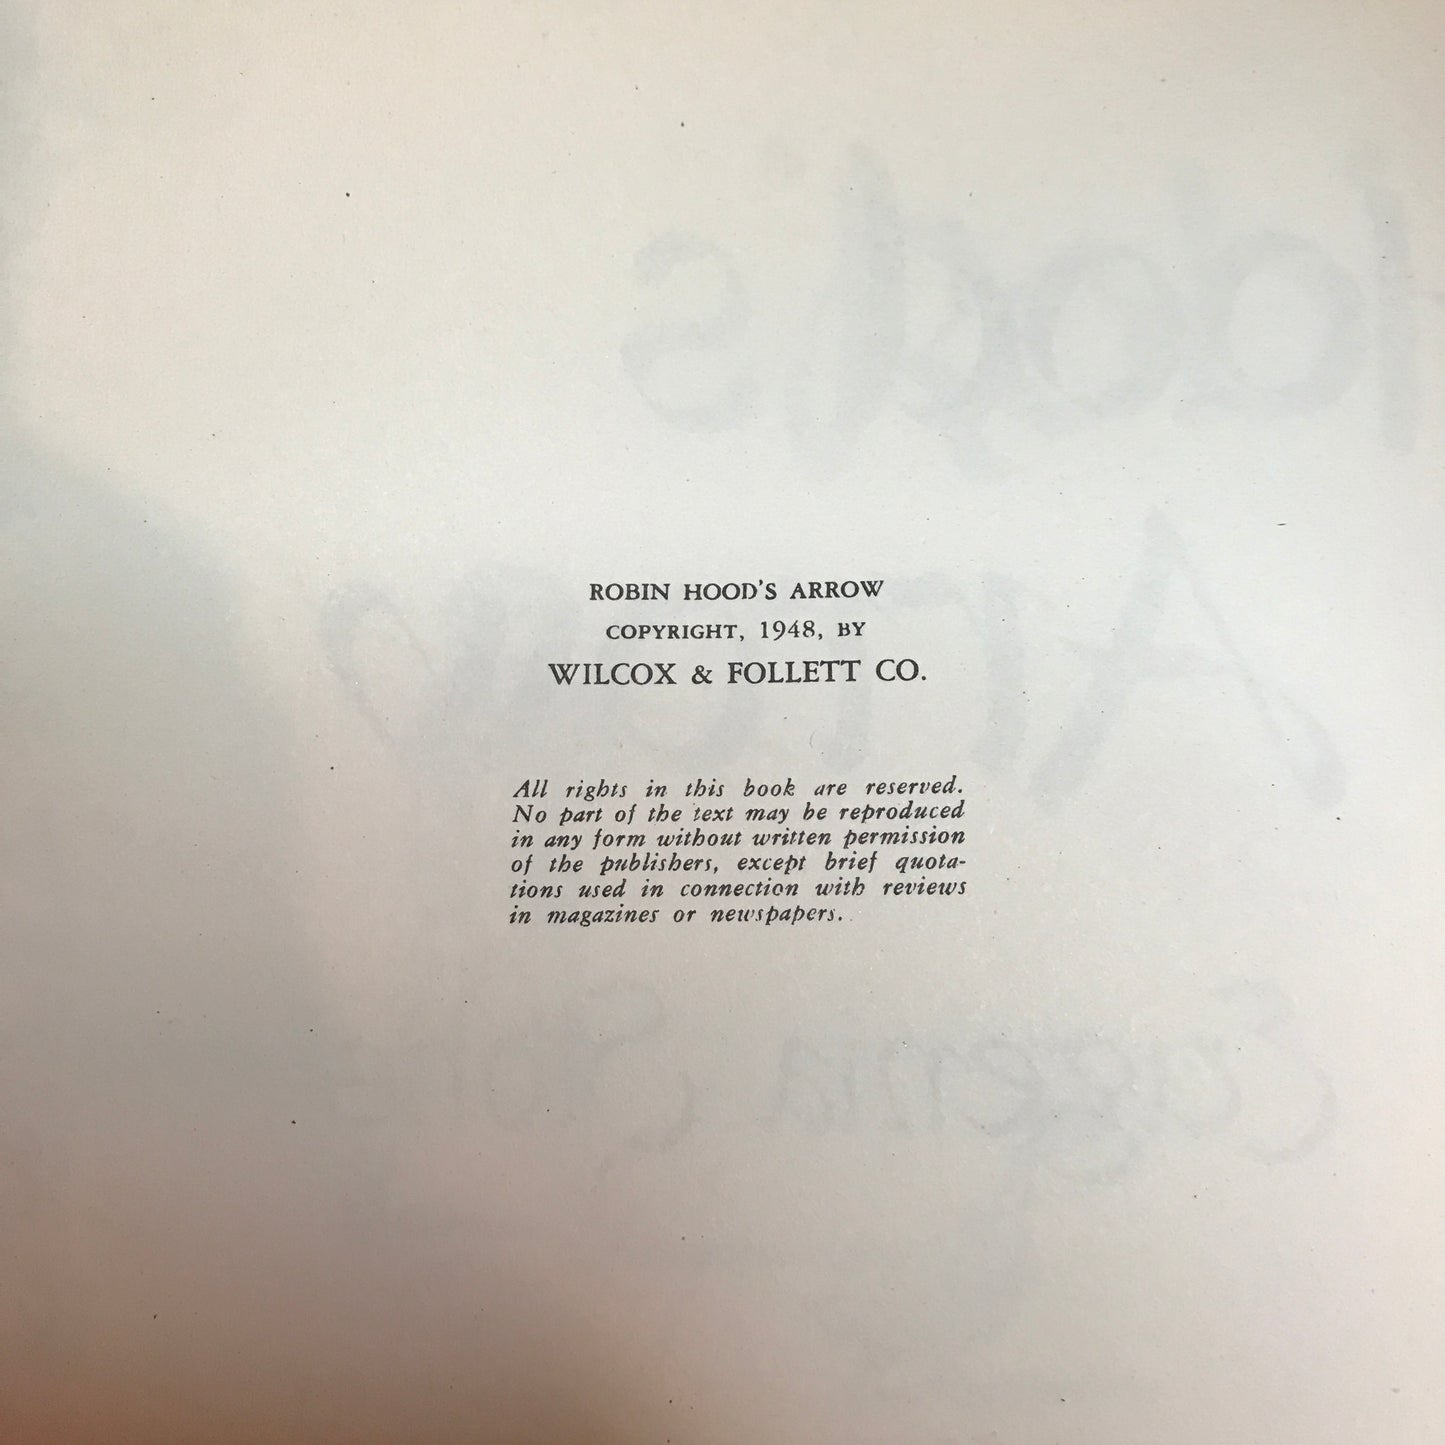 ROBIN HOOD'S ARROW
COPYRIGHT, 1948, BY
WILCOX & FOLLETT CO.
All rights in this book are reserved.
No part of the text may be reproduced
in any form without written permission
of the publishers, except brief quota-
tions used in connection with reviews
in magazines or newspapers.